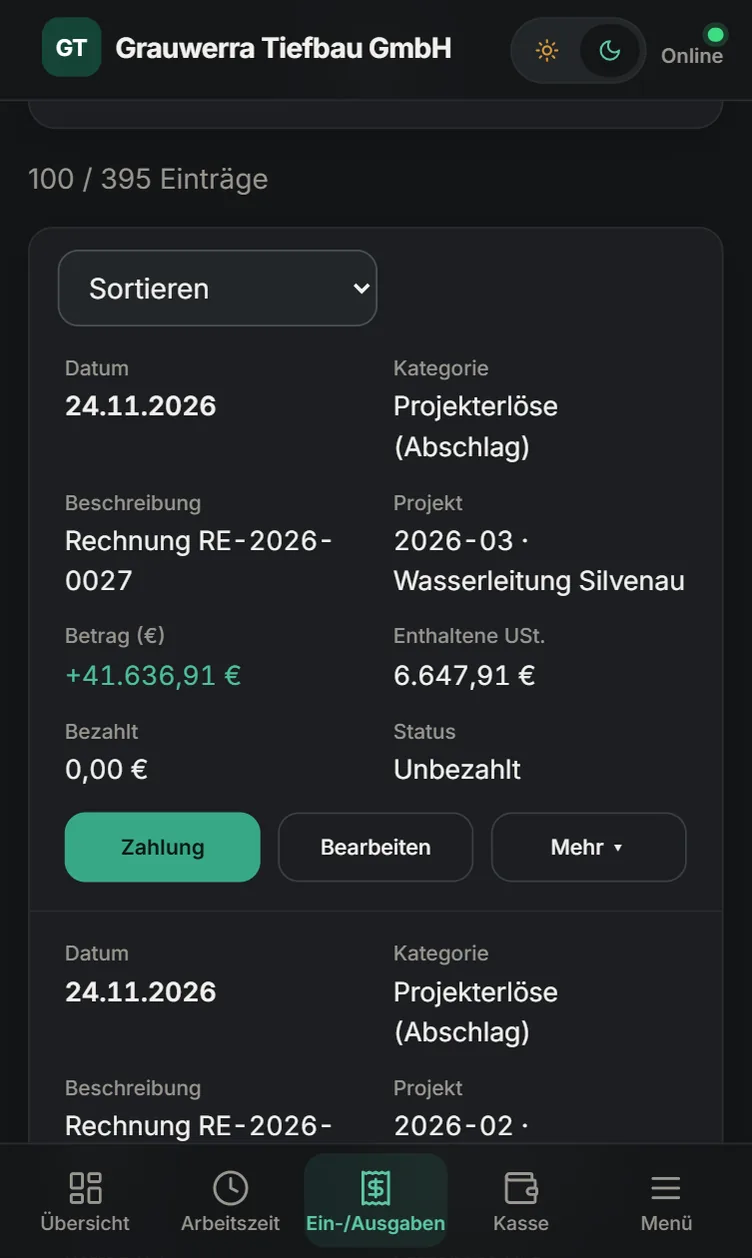 GT Grauwerra Tiefbau GmbH
Online
100 / 395 Einträge
Sortieren
Datum
24.11.2026
Kategorie
Projekterlöse
(Abschlag)
Beschreibung
Rechnung RE-2026-
0027
Projekt
2026-03 ·
Wasserleitung Silvenau
Betrag (€)
+41.636,91 €
Enthaltene USt.
6.647,91 €
Bezahlt
0,00 €
Status
Unbezahlt
Zahlung
Bearbeiten
Mehr ▾
Datum
24.11.2026
Kategorie
Projekterlöse
(Abschlag)
Beschreibung
Rechnung RE-2026-
Projekt
2026-02 ·
Übersicht
Arbeitszeit
Ein-/Ausgaben
Kasse
Menü